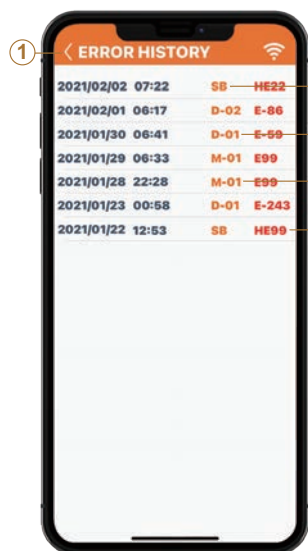 1 < ERROR HISTORY
2021/02/02 07:22 SB HE22
2021/02/01 06:17 D-02 E-86
2021/01/30 06:41 D-01 E-59
2021/01/29 06:33 M-01 E99
2021/01/28 22:28 M-01 E99
2021/01/23 00:58 D-01 E-243
2021/01/22 12:53 SB HE99